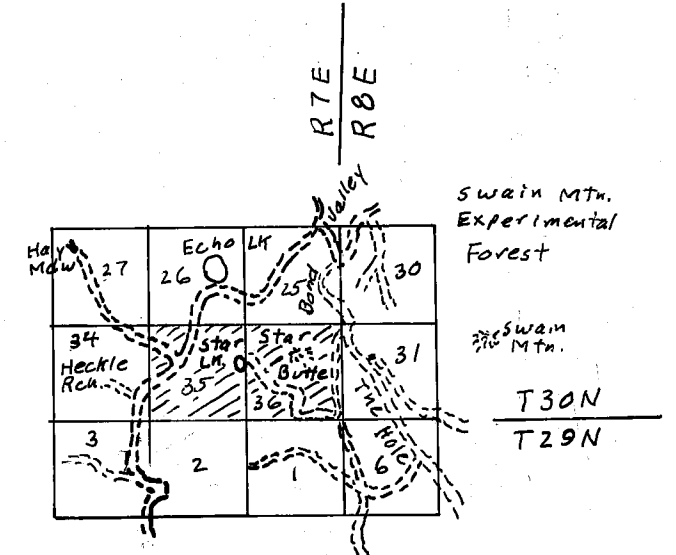 R7E
R8E
Valley
Swain Mtn.
Experimental
Forest
Hay
Maw
27
26
Echo
LK
25
Bond
30
34
Heckle
Rch.
35
Star
LK.
Star
Butte
36
31
The
Hole
Swain
Mtn.
T30N
T29N
3
2
1
6